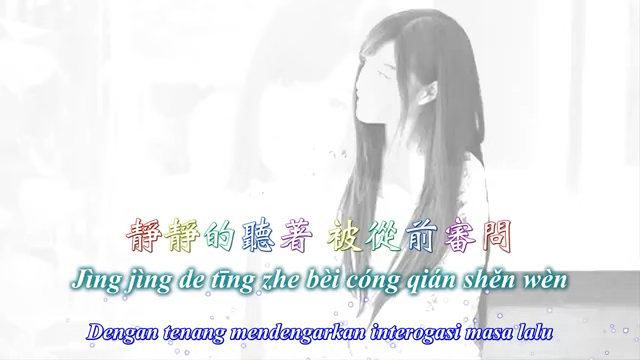 靜靜的聽著 被從前審問
Jìng jìng de tīng zhe bèi cóng qián shěn wèn
Dengan tenang mendengarkan interogasi masa lalu